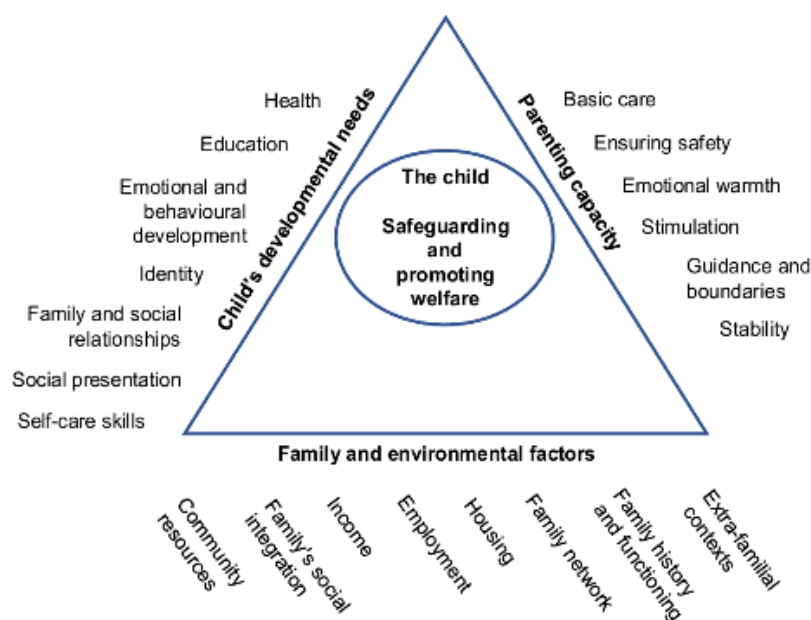 Health
Education
Emotional and
behavioural
development
Identity
Family and social
relationships
Social presentation
Self-care skills
Child's developmental needs
The child
Safeguarding
and
promoting
welfare
Parenting capacity
Basic care
Ensuring safety
Emotional warmth
Stimulation
Guidance and
boundaries
Stability
Family and environmental factors
Community
resources
Family's social
integration
Income
Employment
Housing
Family network
Family history
and functioning
Extra-familial
contexts